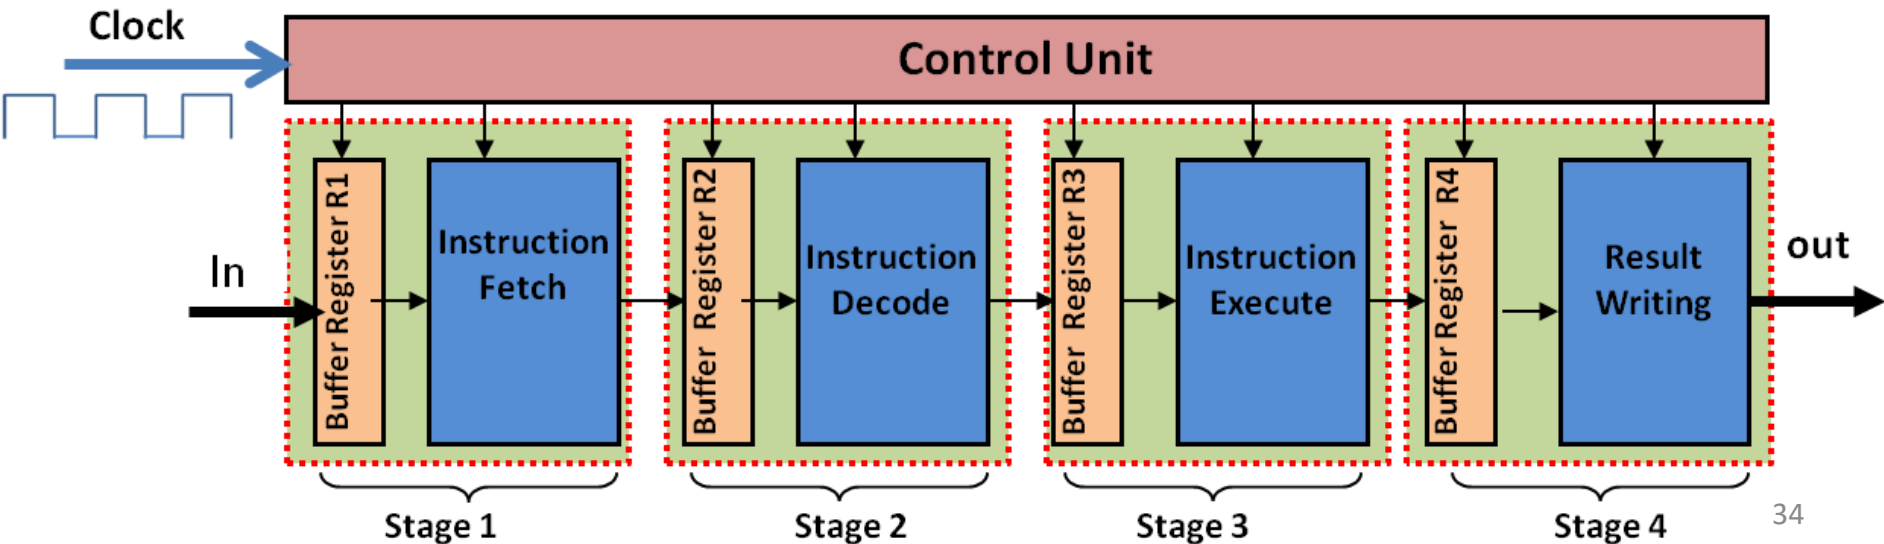 Clock
Control Unit
In
Buffer Register R1
Instruction
Fetch
Buffer Register R2
Instruction
Decode
Buffer Register R3
Instruction
Execute
Buffer Register R4
Result
Writing
out
Stage 1
Stage 2
Stage 3
Stage 4
34